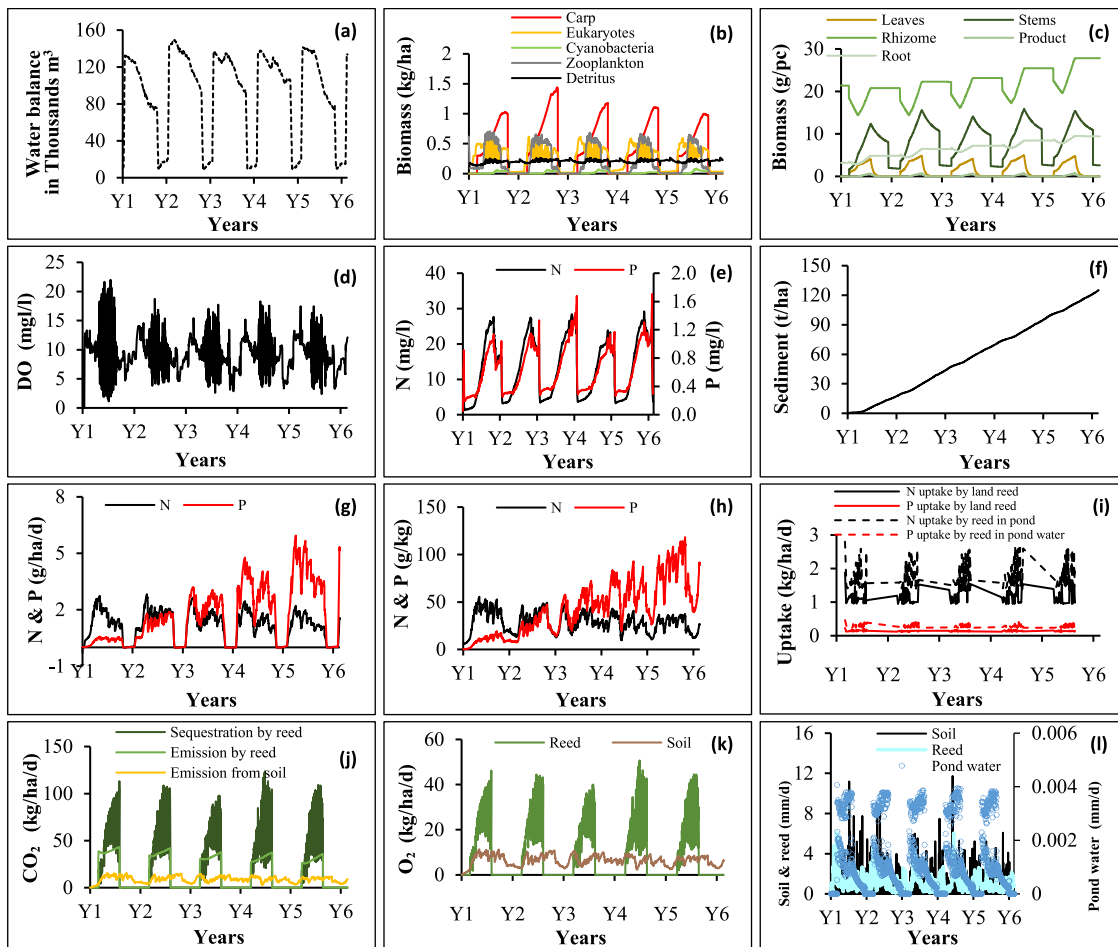 (a)
Water balance
in Thousands m³
160
120
80
40
0
Y1 Y2 Y3 Y4 Y5 Y6
Years
(b)
Carp
Eukaryotes
Cyanobacteria
Zooplankton
Detritus
Biomass (kg/ha)
2
1.5
1
0.5
0
Y1 Y2 Y3 Y4 Y5 Y6
Years
(c)
Leaves Stems
Rhizome Product
Root
Biomass (g/pc)
30
20
10
0
Y1 Y2 Y3 Y4 Y5 Y6
Years
(d)
DO (mgl/l)
25
20
15
10
5
0
Y1 Y2 Y3 Y4 Y5 Y6
Years
(e)
N P
N (mg/l)
40
30
20
10
0
P (mg/l)
2.0
1.6
1.2
0.8
0.4
0.0
Y1 Y2 Y3 Y4 Y5 Y6
Years
(f)
Sediment (t/ha)
150
120
90
60
30
0
Y1 Y2 Y3 Y4 Y5 Y6
Years
(g)
N P
N & P (g/ha/d)
8
5
2
-1
Y1 Y2 Y3 Y4 Y5 Y6
Years
(h)
N P
N & P (g/kg)
150
100
50
0
Y1 Y2 Y3 Y4 Y5 Y6
Years
(i)
N uptake by land reed
P uptake by land reed
N uptake by reed in pond
P uptake by reed in pond water
Uptake (kg/ha/d)
3
2
1
0
Y1 Y2 Y3 Y4 Y5 Y6
Years
(j)
Sequestration by reed
Emission by reed
Emission from soil
CO₂ (kg/ha/d)
150
100
50
0
Y1 Y2 Y3 Y4 Y5 Y6
Years
(k)
Reed Soil
O₂ (kg/ha/d)
60
40
20
0
Y1 Y2 Y3 Y4 Y5 Y6
Years
(l)
Soil
Reed
Pond water
Soil & reed (mm/d)
16
12
8
4
0
Pond water (mm/d)
0.006
0.004
0.002
0
Y1 Y2 Y3 Y4 Y5 Y6
Years